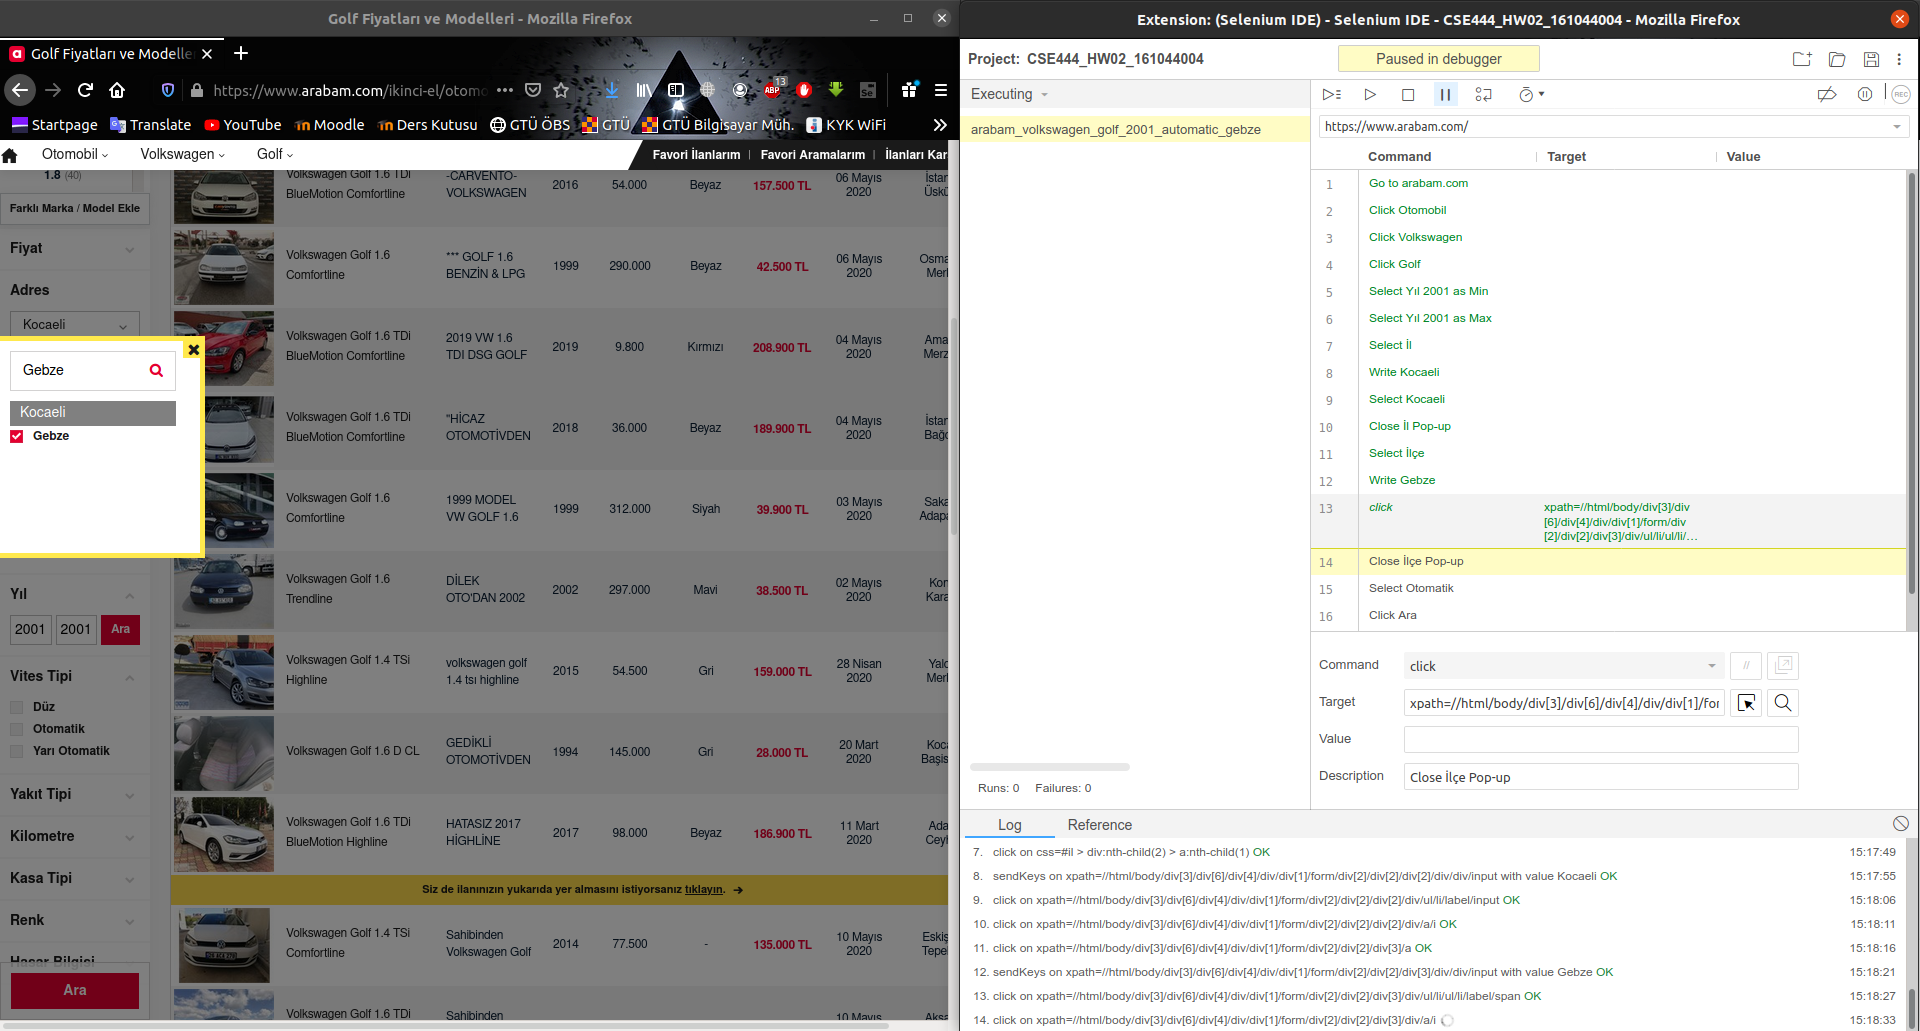 Golf Fiyatları ve Modelleri - Mozilla Firefox
Golf Fiyatları ve Modelle
https://www.arabam.com/ikinci-el/otomo
13
ABP
Se
Startpage
Translate
YouTube
Moodle
Ders Kutusu
GTÜ ÖBS
GTÜ
GTÜ Bilgisayar Müh.
KYK WiFi
Otomobil
Volkswagen
Golf
Favori İlanlarım | Favori Aramalarım | İlanları Kar
1.8 (40)
Farklı Marka / Model Ekle
Fiyat
Adres
Kocaeli
Gebze
Kocaeli
Gebze
Yıl
2001 2001 Ara
Vites Tipi
Düz
Otomatik
Yarı Otomatik
Yakıt Tipi
Kilometre
Kasa Tipi
Renk
Hasar Bilgisi
Ara
Volkswagen Golf 1.6 TDi BlueMotion Comfortline -CARVENTO- VOLKSWAGEN 2016 54.000 Beyaz 157.500 TL 06 Mayıs 2020 İstan Üskü
Volkswagen Golf 1.6 Comfortline *** GOLF 1.6 BENZİN & LPG 1999 290.000 Beyaz 42.500 TL 06 Mayıs 2020 Osma Merk
Volkswagen Golf 1.6 TDi BlueMotion Comfortline 2019 VW 1.6 TDI DSG GOLF 2019 9.800 Kırmızı 208.900 TL 04 Mayıs 2020 Ama Merz
Volkswagen Golf 1.6 TDi BlueMotion Comfortline "HİCAZ OTOMOTİVDEN 2018 36.000 Beyaz 189.900 TL 04 Mayıs 2020 İstan Bağc
Volkswagen Golf 1.6 Comfortline 1999 MODEL VW GOLF 1.6 1999 312.000 Siyah 39.900 TL 03 Mayıs 2020 Saka Adapa
Volkswagen Golf 1.6 Trendline DİLEK OTO'DAN 2002 2002 297.000 Mavi 38.500 TL 02 Mayıs 2020 Kon Kara
Volkswagen Golf 1.4 TSi Highline volkswagen golf 1.4 tsı highline 2015 54.500 Gri 159.000 TL 28 Nisan 2020 Yalo Merk
Volkswagen Golf 1.6 D CL GEDİKLİ OTOMOTİVDEN 1994 145.000 Gri 28.000 TL 20 Mart 2020 Koca Başis
Volkswagen Golf 1.6 TDi BlueMotion Highline HATASIZ 2017 HİGHLİNE 2017 98.000 Beyaz 186.900 TL 11 Mart 2020 Ada Ceyh
Siz de ilanınızın yukarıda yer almasını istiyorsanız tıklayın. →
Volkswagen Golf 1.4 TSi Comfortline Sahibinden Volkswagen Golf 2014 77.500 - 135.000 TL 10 Mayıs 2020 Eskiş Tepe
Volkswagen Golf 1.6 TDi Sahibinden 10 Mayıs Aksa
Extension: (Selenium IDE) - Selenium IDE - CSE444_HW02_161044004 - Mozilla Firefox
Project: CSE444_HW02_161044004
Paused in debugger
Executing
REC
arabam_volkswagen_golf_2001_automatic_gebze
https://www.arabam.com/
Command Target Value
1 Go to arabam.com
2 Click Otomobil
3 Click Volkswagen
4 Click Golf
5 Select Yıl 2001 as Min
6 Select Yıl 2001 as Max
7 Select İl
8 Write Kocaeli
9 Select Kocaeli
10 Close İl Pop-up
11 Select İlçe
12 Write Gebze
13 click xpath=//html/body/div[3]/div
[6]/div[4]/div/div[1]/form/div
[2]/div[2]/div[3]/div/ul/li/ul/li/…
14 Close İlçe Pop-up
15 Select Otomatik
16 Click Ara
Command click //
Target xpath=//html/body/div[3]/div[6]/div[4]/div/div[1]/for
Value
Description Close İlçe Pop-up
Runs: 0 Failures: 0
Log Reference
7. click on css=#il > div:nth-child(2) > a:nth-child(1) OK 15:17:49
8. sendKeys on xpath=//html/body/div[3]/div[6]/div[4]/div/div[1]/form/div[2]/div[2]/div[2]/div/div/input with value Kocaeli OK 15:17:55
9. click on xpath=//html/body/div[3]/div[6]/div[4]/div/div[1]/form/div[2]/div[2]/div[2]/div/ul/li/label/input OK 15:18:06
10. click on xpath=//html/body/div[3]/div[6]/div[4]/div/div[1]/form/div[2]/div[2]/div[2]/div/a/i OK 15:18:11
11. click on xpath=//html/body/div[3]/div[6]/div[4]/div/div[1]/form/div[2]/div[2]/div[3]/a OK 15:18:16
12. sendKeys on xpath=//html/body/div[3]/div[6]/div[4]/div/div[1]/form/div[2]/div[2]/div[3]/div/div/input with value Gebze OK 15:18:21
13. click on xpath=//html/body/div[3]/div[6]/div[4]/div/div[1]/form/div[2]/div[2]/div[3]/div/ul/li/ul/li/label/span OK 15:18:27
14. click on xpath=//html/body/div[3]/div[6]/div[4]/div/div[1]/form/div[2]/div[2]/div[3]/div/a/i 15:18:33